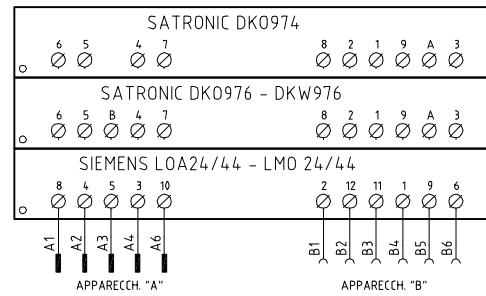 SATRONIC DKO974
6 5 4 7 8 2 1 9 A 3
SATRONIC DKO976 - DKW976
6 5 B 4 7 8 2 1 9 A 3
SIEMENS LOA24/44 - LMO 24/44
8 4 5 3 10 2 12 11 1 9 6
A1 A2 A3 A4 A6 B1 B2 B3 B4 B5 B6
APPARECCH. "A" APPARECCH. "B"